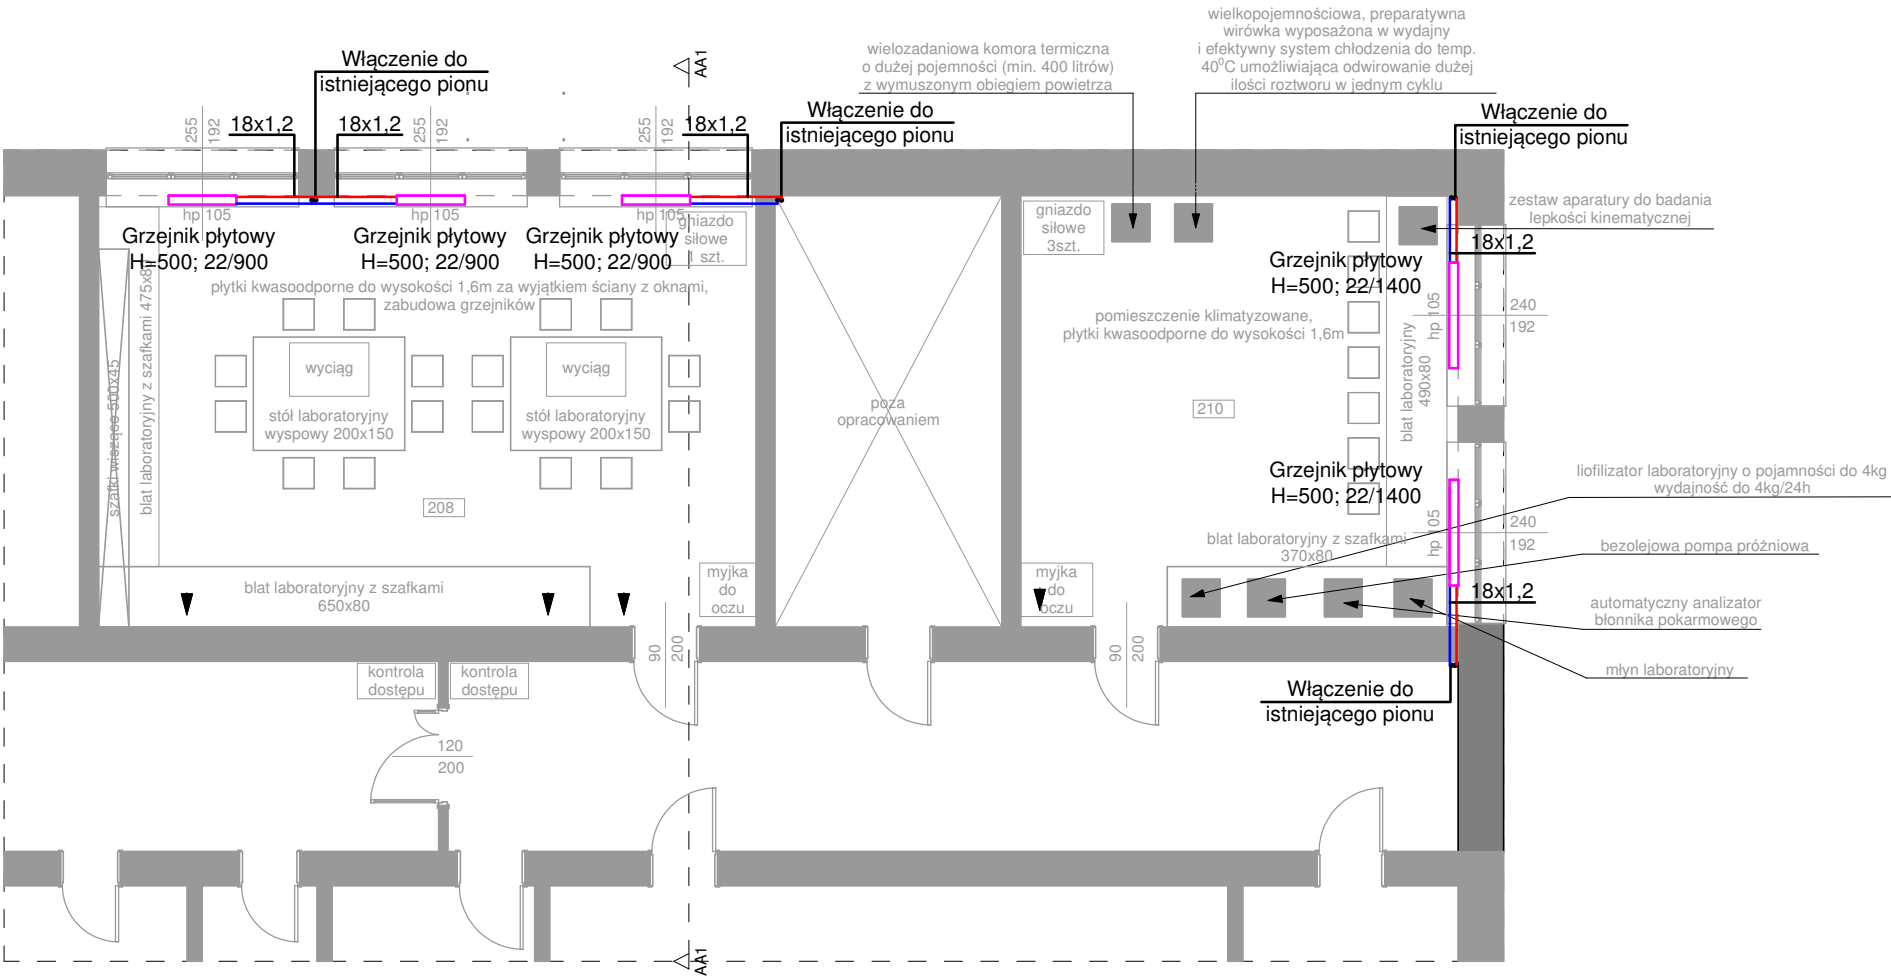 wielkopojemnościowa, preparatywna
wirówka wyposażona w wydajny
i efektywny system chłodzenia do temp.
40⁰C umożliwiająca odwirowanie dużej
ilości roztworu w jednym cyklu
wielozadaniowa komora termiczna
o dużej pojemności (min. 400 litrów)
z wymuszonym obiegiem powietrza
Włączenie do
istniejącego pionu
AA1
Włączenie do
istniejącego pionu
Włączenie do
istniejącego pionu
255
192
18x1,2
18x1,2
255
192
255
192
18x1,2
hp 105
hp 105
hp 105
Grzejnik płytowy
H=500; 22/900
Grzejnik płytowy
H=500; 22/900
Grzejnik płytowy
H=500; 22/900
gniazdo
siłowe
1 szt.
płytki kwasoodporne do wysokości 1,6m za wyjątkiem ściany z oknami,
zabudowa grzejników
szafki wiszące 500x45
blat laboratoryjny z szafkami 475x80
wyciąg
stół laboratoryjny
wyspowy 200x150
wyciąg
stół laboratoryjny
wyspowy 200x150
208
blat laboratoryjny z szafkami
650x80
myjka
do
oczu
poza
opracowaniem
gniazdo
siłowe
3szt.
zestaw aparatury do badania
lepkości kinematycznej
18x1,2
Grzejnik płytowy
H=500; 22/1400
hp 105
240
192
pomieszczenie klimatyzowane,
płytki kwasoodporne do wysokości 1,6m
blat laboratoryjny
490x80
210
Grzejnik płytowy
H=500; 22/1400
hp 105
240
192
liofilizator laboratoryjny o pojamności do 4kg
wydajność do 4kg/24h
blat laboratoryjny z szafkami
370x80
bezolejowa pompa próżniowa
myjka
do
oczu
18x1,2
automatyczny analizator
błonnika pokarmowego
młyn laboratoryjny
90
200
90
200
kontrola
dostępu
kontrola
dostępu
Włączenie do
istniejącego pionu
120
200
AA1